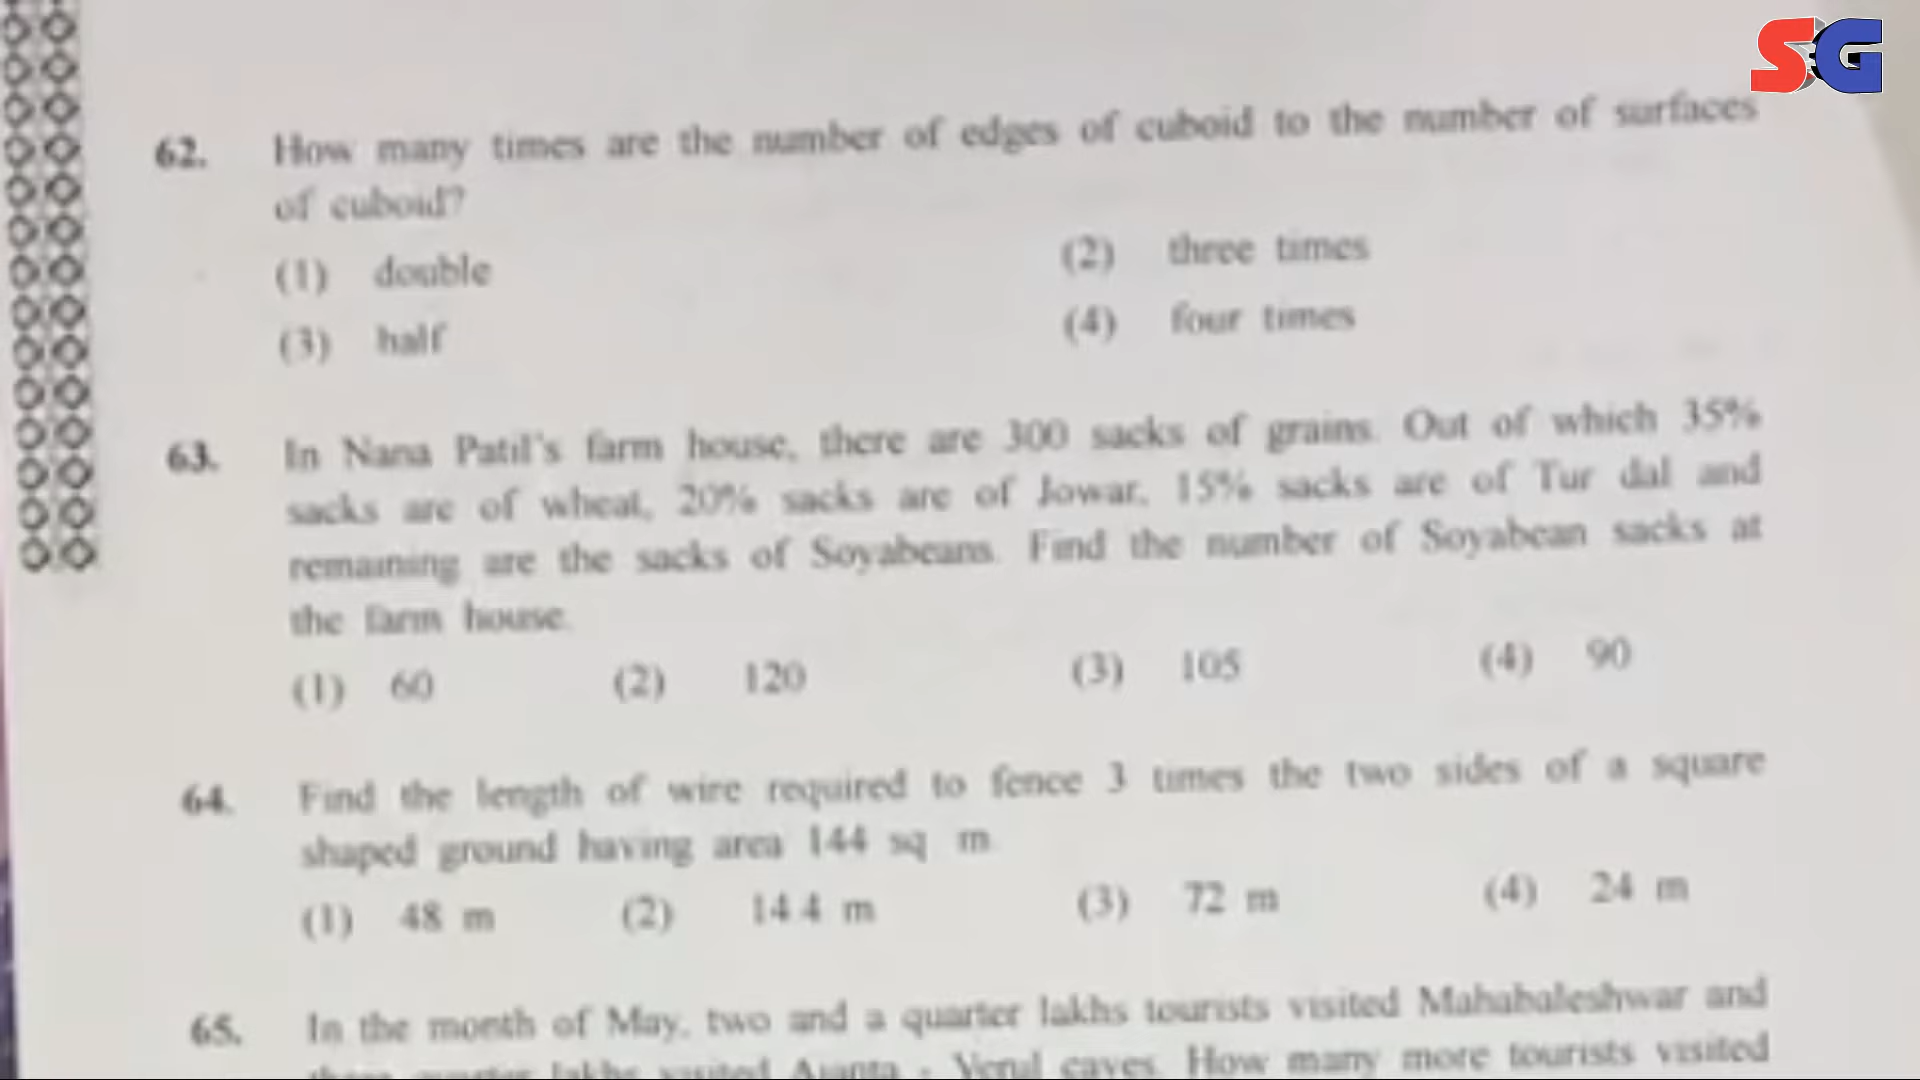 SG
62. How many times are the number of edges of cuboid to the number of surfaces
of cuboid?
(1) double (2) three times
(3) half (4) four times
63. In Nana Patil's farm house, there are 300 sacks of grains. Out of which 35%
sacks are of wheat, 20% sacks are of Jowar, 15% sacks are of Tur dal and
remaining are the sacks of Soyabeans. Find the number of Soyabean sacks at
the farm house.
(1) 60 (2) 120 (3) 105 (4) 90
64. Find the length of wire required to fence 3 times the two sides of a square
shaped ground having area 144 sq m.
(1) 48 m (2) 14.4 m (3) 72 m (4) 24 m
65. In the month of May, two and a quarter lakhs tourists visited Mahabaleshwar and
quarter lakhs visited Ajanta - Verul caves. How many more tourists visited